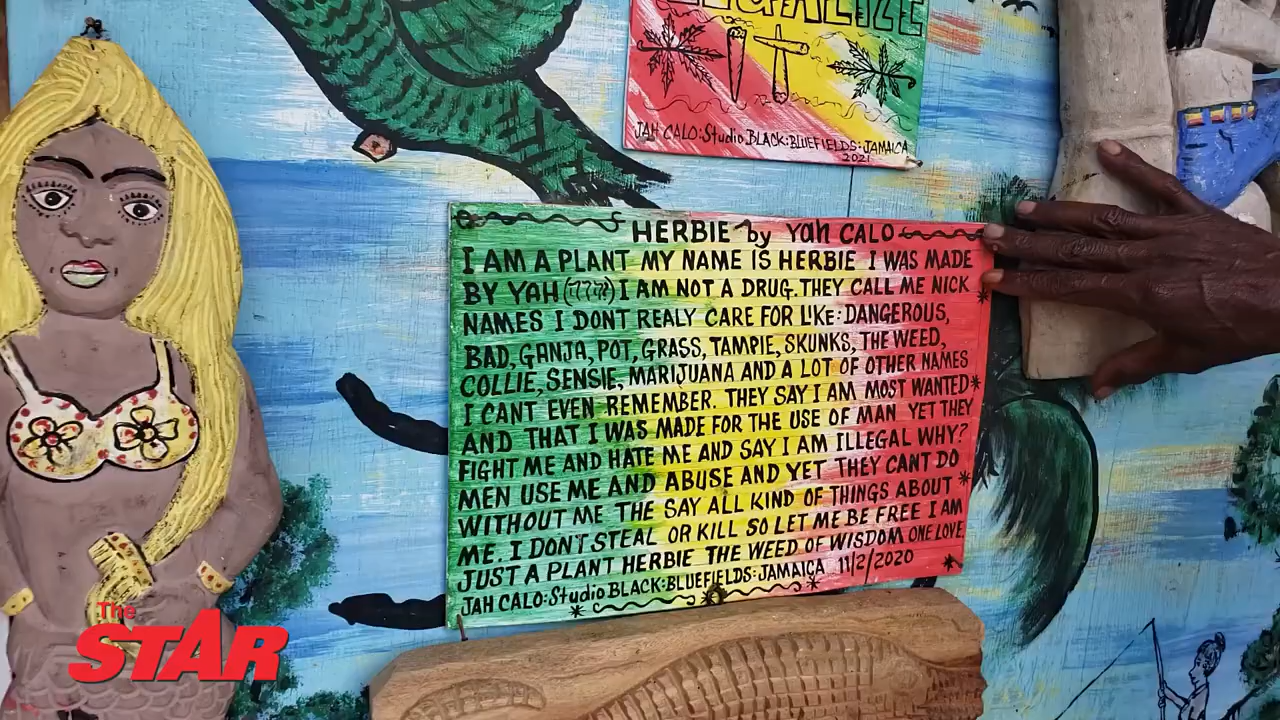 LEGALIZE
IT
JAH CALO:Studio BLACK:BLUEFIELDS:JAMAICA
2021
HERBIE by Yah CALO
I AM A PLANT MY NAME IS HERBIE I WAS MADE
BY YAH( ) I AM NOT A DRUG. THEY CALL ME NICK
NAMES I DONT REALY CARE FOR LIKE: DANGEROUS,
BAD, GANJA, POT, GRASS, TAMPIE, SKUNKS, THE WEED,
COLLIE, SENSIE, MARIJUANA AND A LOT OF OTHER NAMES
I CANT EVEN REMEMBER. THEY SAY I AM MOST WANTED
AND THAT I WAS MADE FOR THE USE OF MAN YET THEY
FIGHT ME AND HATE ME AND SAY I AM ILLEGAL WHY?
MEN USE ME AND ABUSE AND YET THEY CANT DO
WITHOUT ME THE SAY ALL KIND OF THINGS ABOUT
ME. I DON'T STEAL OR KILL SO LET ME BE FREE I AM
JUST A PLANT HERBIE THE WEED OF WISDOM ONE LOVE.
JAH CALO:Studio BLACK:BLUEFIELDS:JAMAICA 11/2/2020
The
STAR